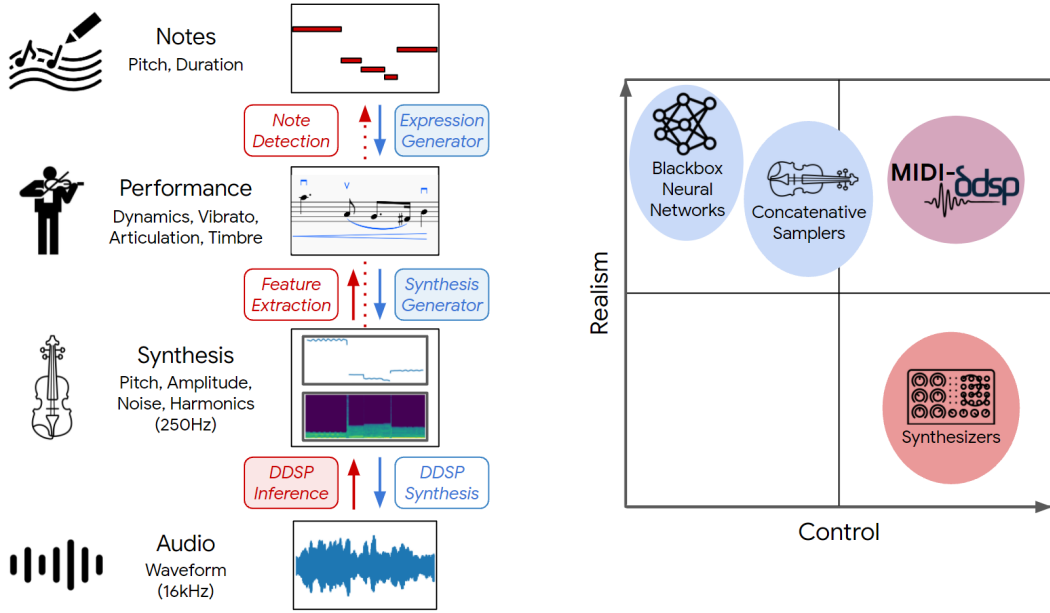 Notes
Pitch, Duration
Note
Detection
Expression
Generator
Performance
Dynamics, Vibrato,
Articulation, Timbre
Feature
Extraction
Synthesis
Generator
Synthesis
Pitch, Amplitude,
Noise, Harmonics
(250Hz)
DDSP
Inference
DDSP
Synthesis
Audio
Waveform
(16kHz)
Realism
Blackbox
Neural
Networks
Concatenative
Samplers
MIDI-ddsp
Synthesizers
Control